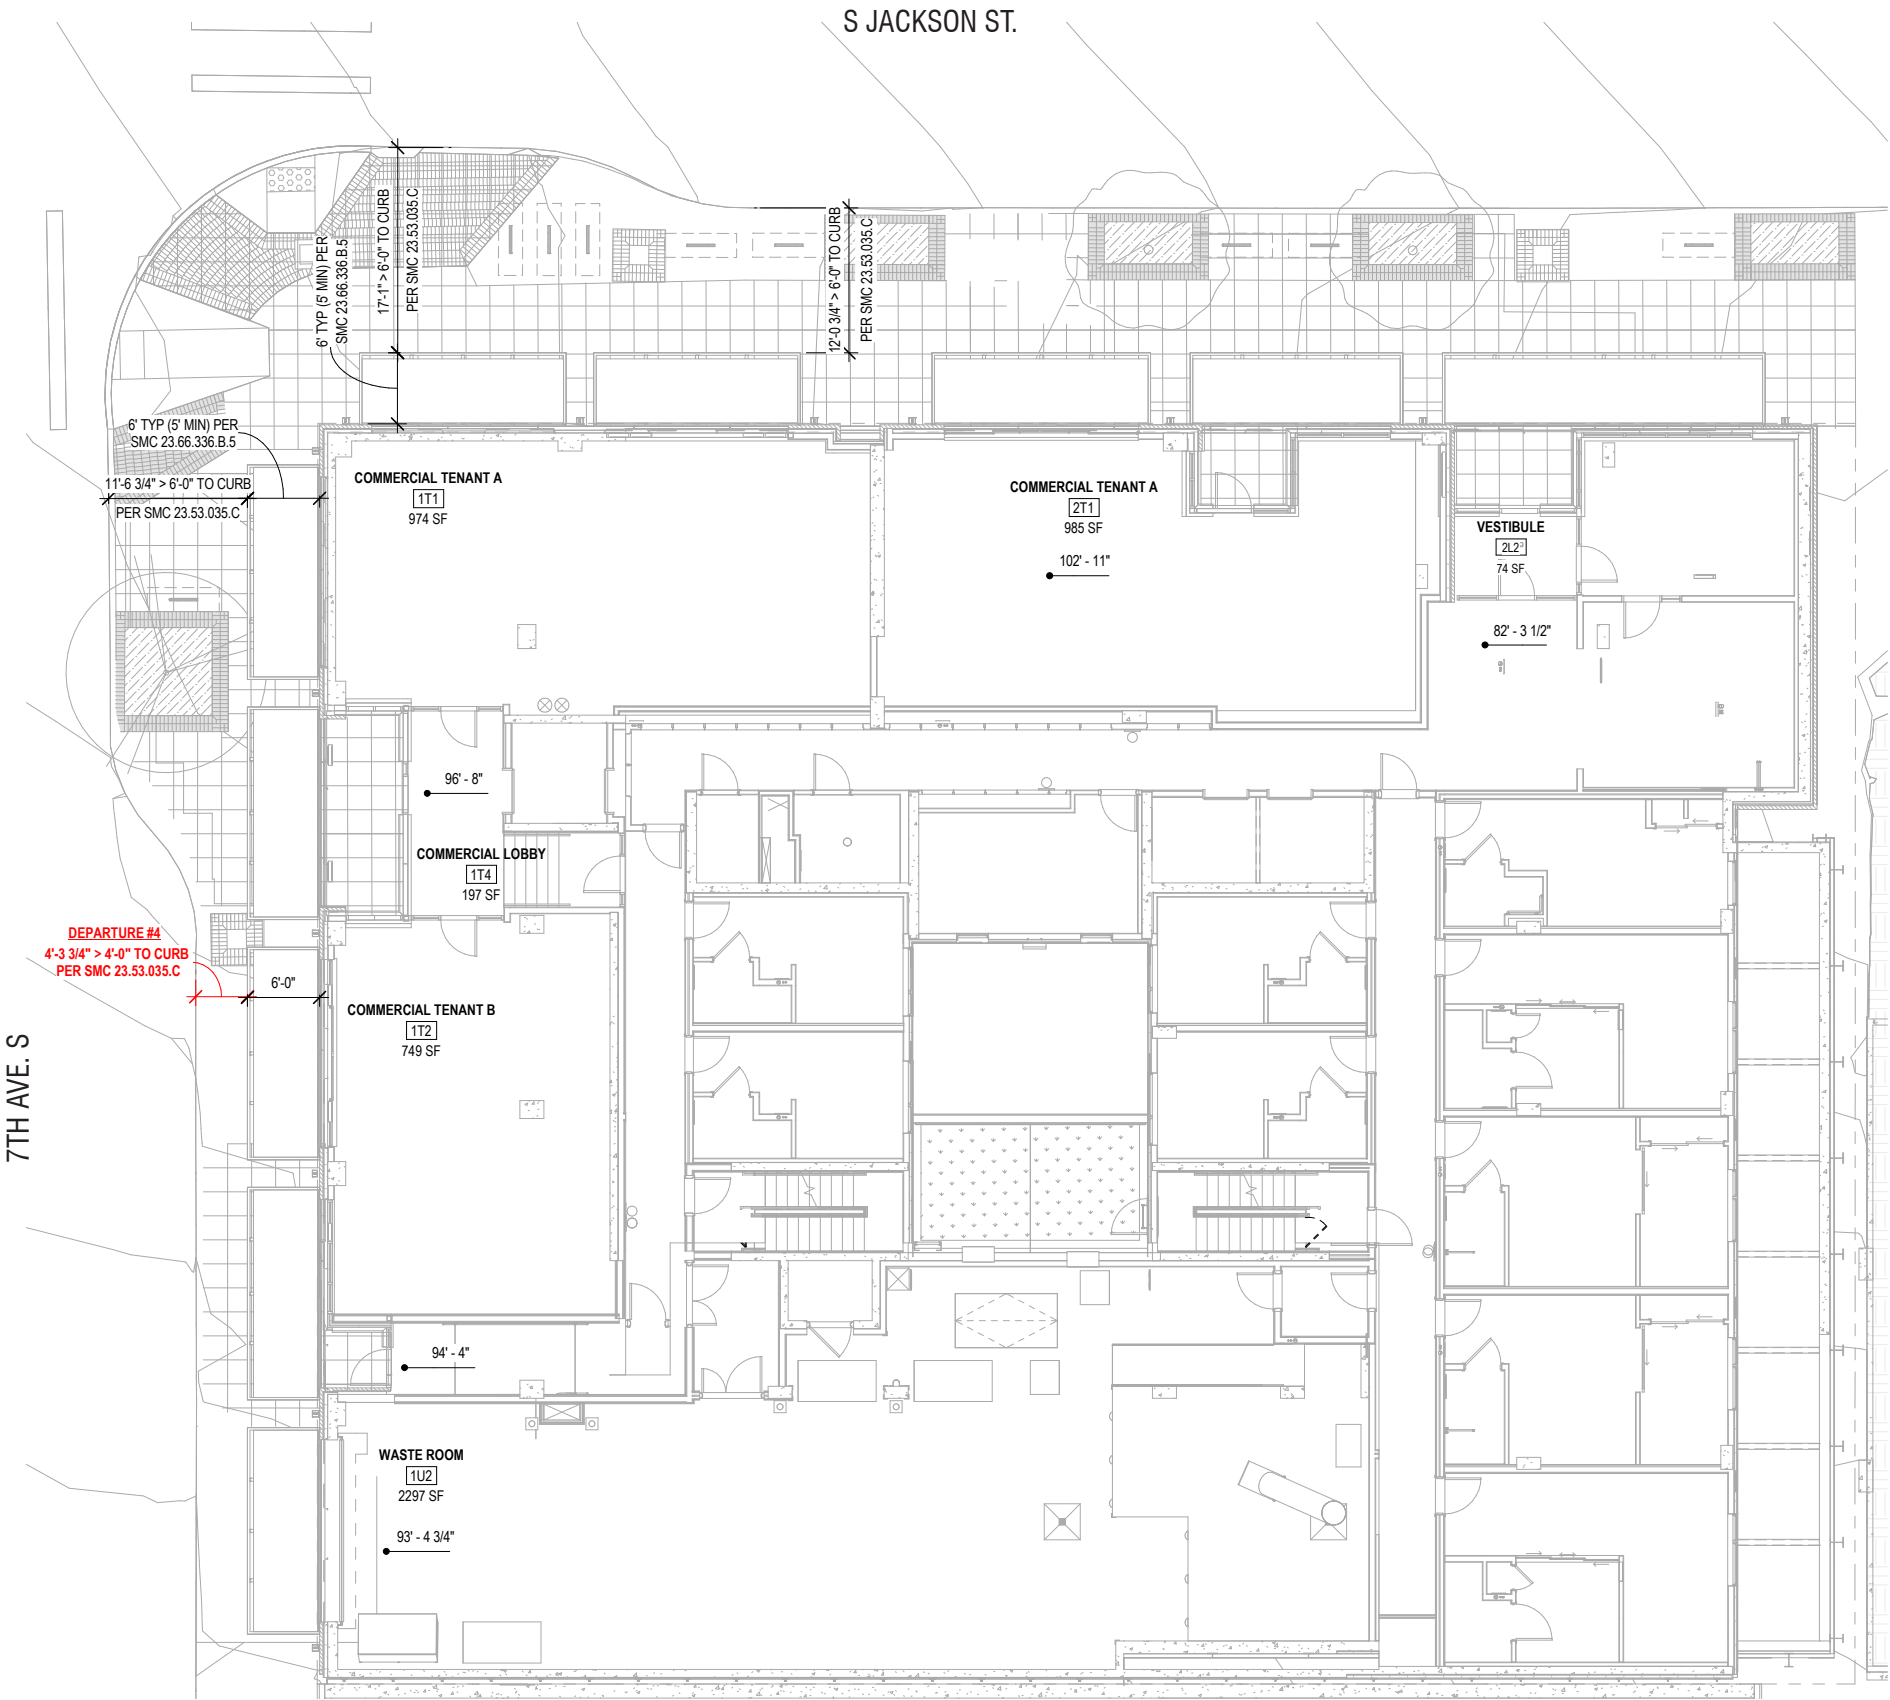 S JACKSON ST.
17'-1" > 6'-0" TO CURB
PER SMC 23.53.035.C
6' TYP (5' MIN) PER
SMC 23.66.336.B.5
12'-0 3/4" > 6'-0" TO CURB
PER SMC 23.53.035.C
6' TYP (5' MIN) PER
SMC 23.66.336.B.5
11'-6 3/4" > 6'-0" TO CURB
PER SMC 23.53.035.C
COMMERCIAL TENANT A
1T1
974 SF
COMMERCIAL TENANT A
2T1
985 SF
102' - 11"
VESTIBULE
2L2
74 SF
82' - 3 1/2"
96' - 8"
COMMERCIAL LOBBY
1T4
197 SF
DEPARTURE #4
4'-3 3/4" > 4'-0" TO CURB
PER SMC 23.53.035.C
6'-0"
COMMERCIAL TENANT B
1T2
749 SF
7TH AVE. S
94' - 4"
WASTE ROOM
1U2
2297 SF
93' - 4 3/4"